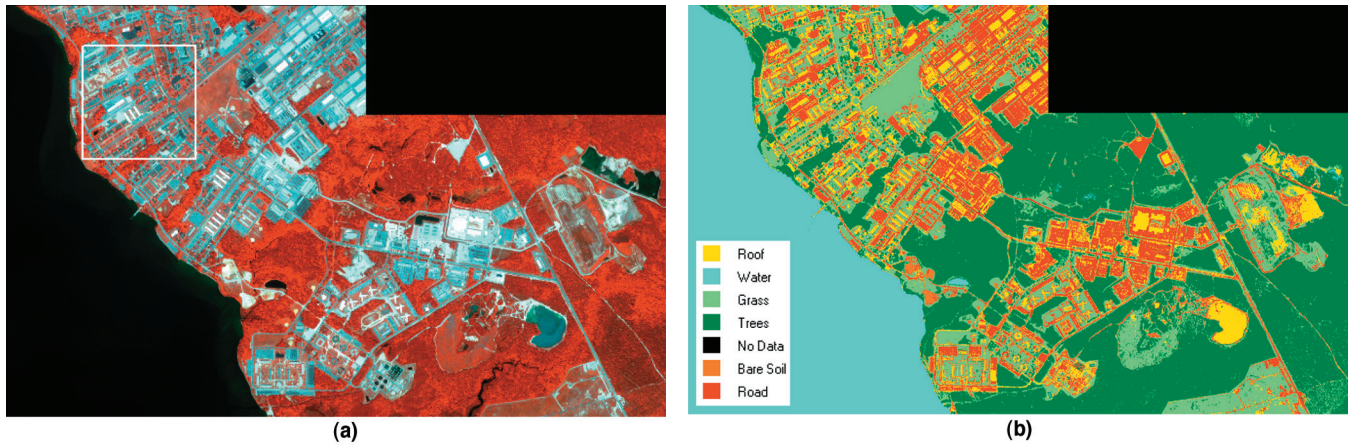 Roof
Water
Grass
Trees
No Data
Bare Soil
Road
(a)
(b)